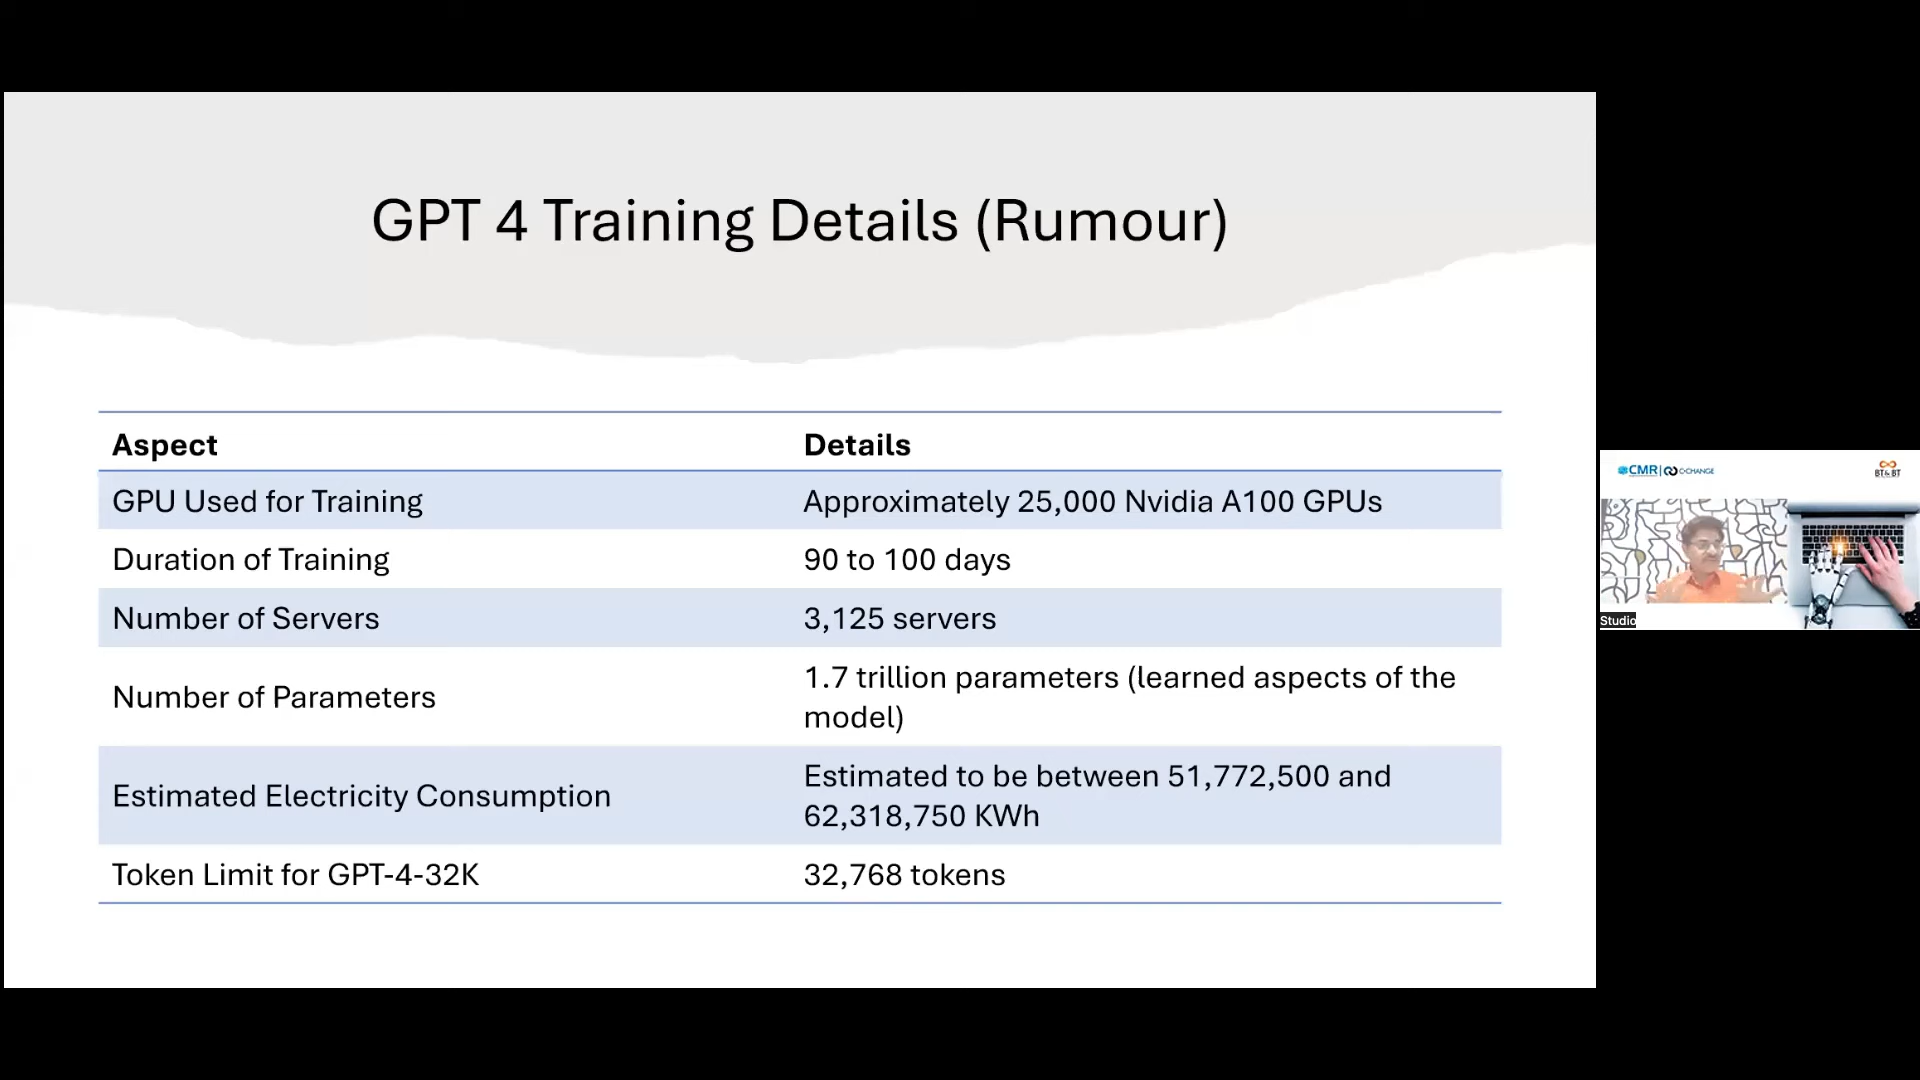 GPT 4 Training Details (Rumour)
Aspect Details
GPU Used for Training Approximately 25,000 Nvidia A100 GPUs
Duration of Training 90 to 100 days
Number of Servers 3,125 servers
Number of Parameters 1.7 trillion parameters (learned aspects of the
model)
Estimated Electricity Consumption Estimated to be between 51,772,500 and
62,318,750 KWh
Token Limit for GPT-4-32K 32,768 tokens
CMR C-CHANGE BT& BT
Studio